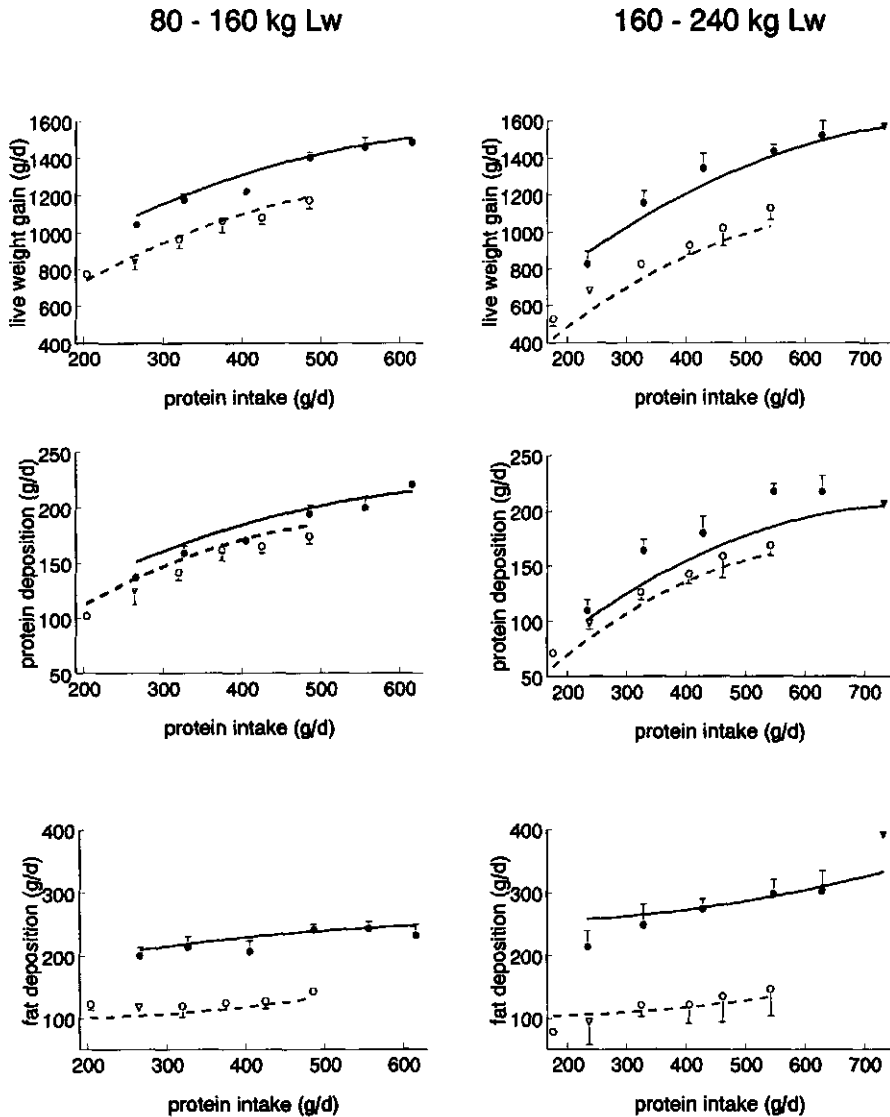 80 - 160 kg Lw
160 - 240 kg Lw
live weight gain (g/d)
1600
1400
1200
1000
800
600
400
200 300 400 500 600
protein intake (g/d)
live weight gain (g/d)
1600
1400
1200
1000
800
600
400
200 300 400 500 600 700
protein intake (g/d)
protein deposition (g/d)
250
200
150
100
50
200 300 400 500 600
protein intake (g/d)
protein deposition (g/d)
250
200
150
100
50
200 300 400 500 600 700
protein intake (g/d)
fat deposition (g/d)
400
300
200
100
200 300 400 500 600
protein intake (g/d)
fat deposition (g/d)
400
300
200
100
200 300 400 500 600 700
protein intake (g/d)